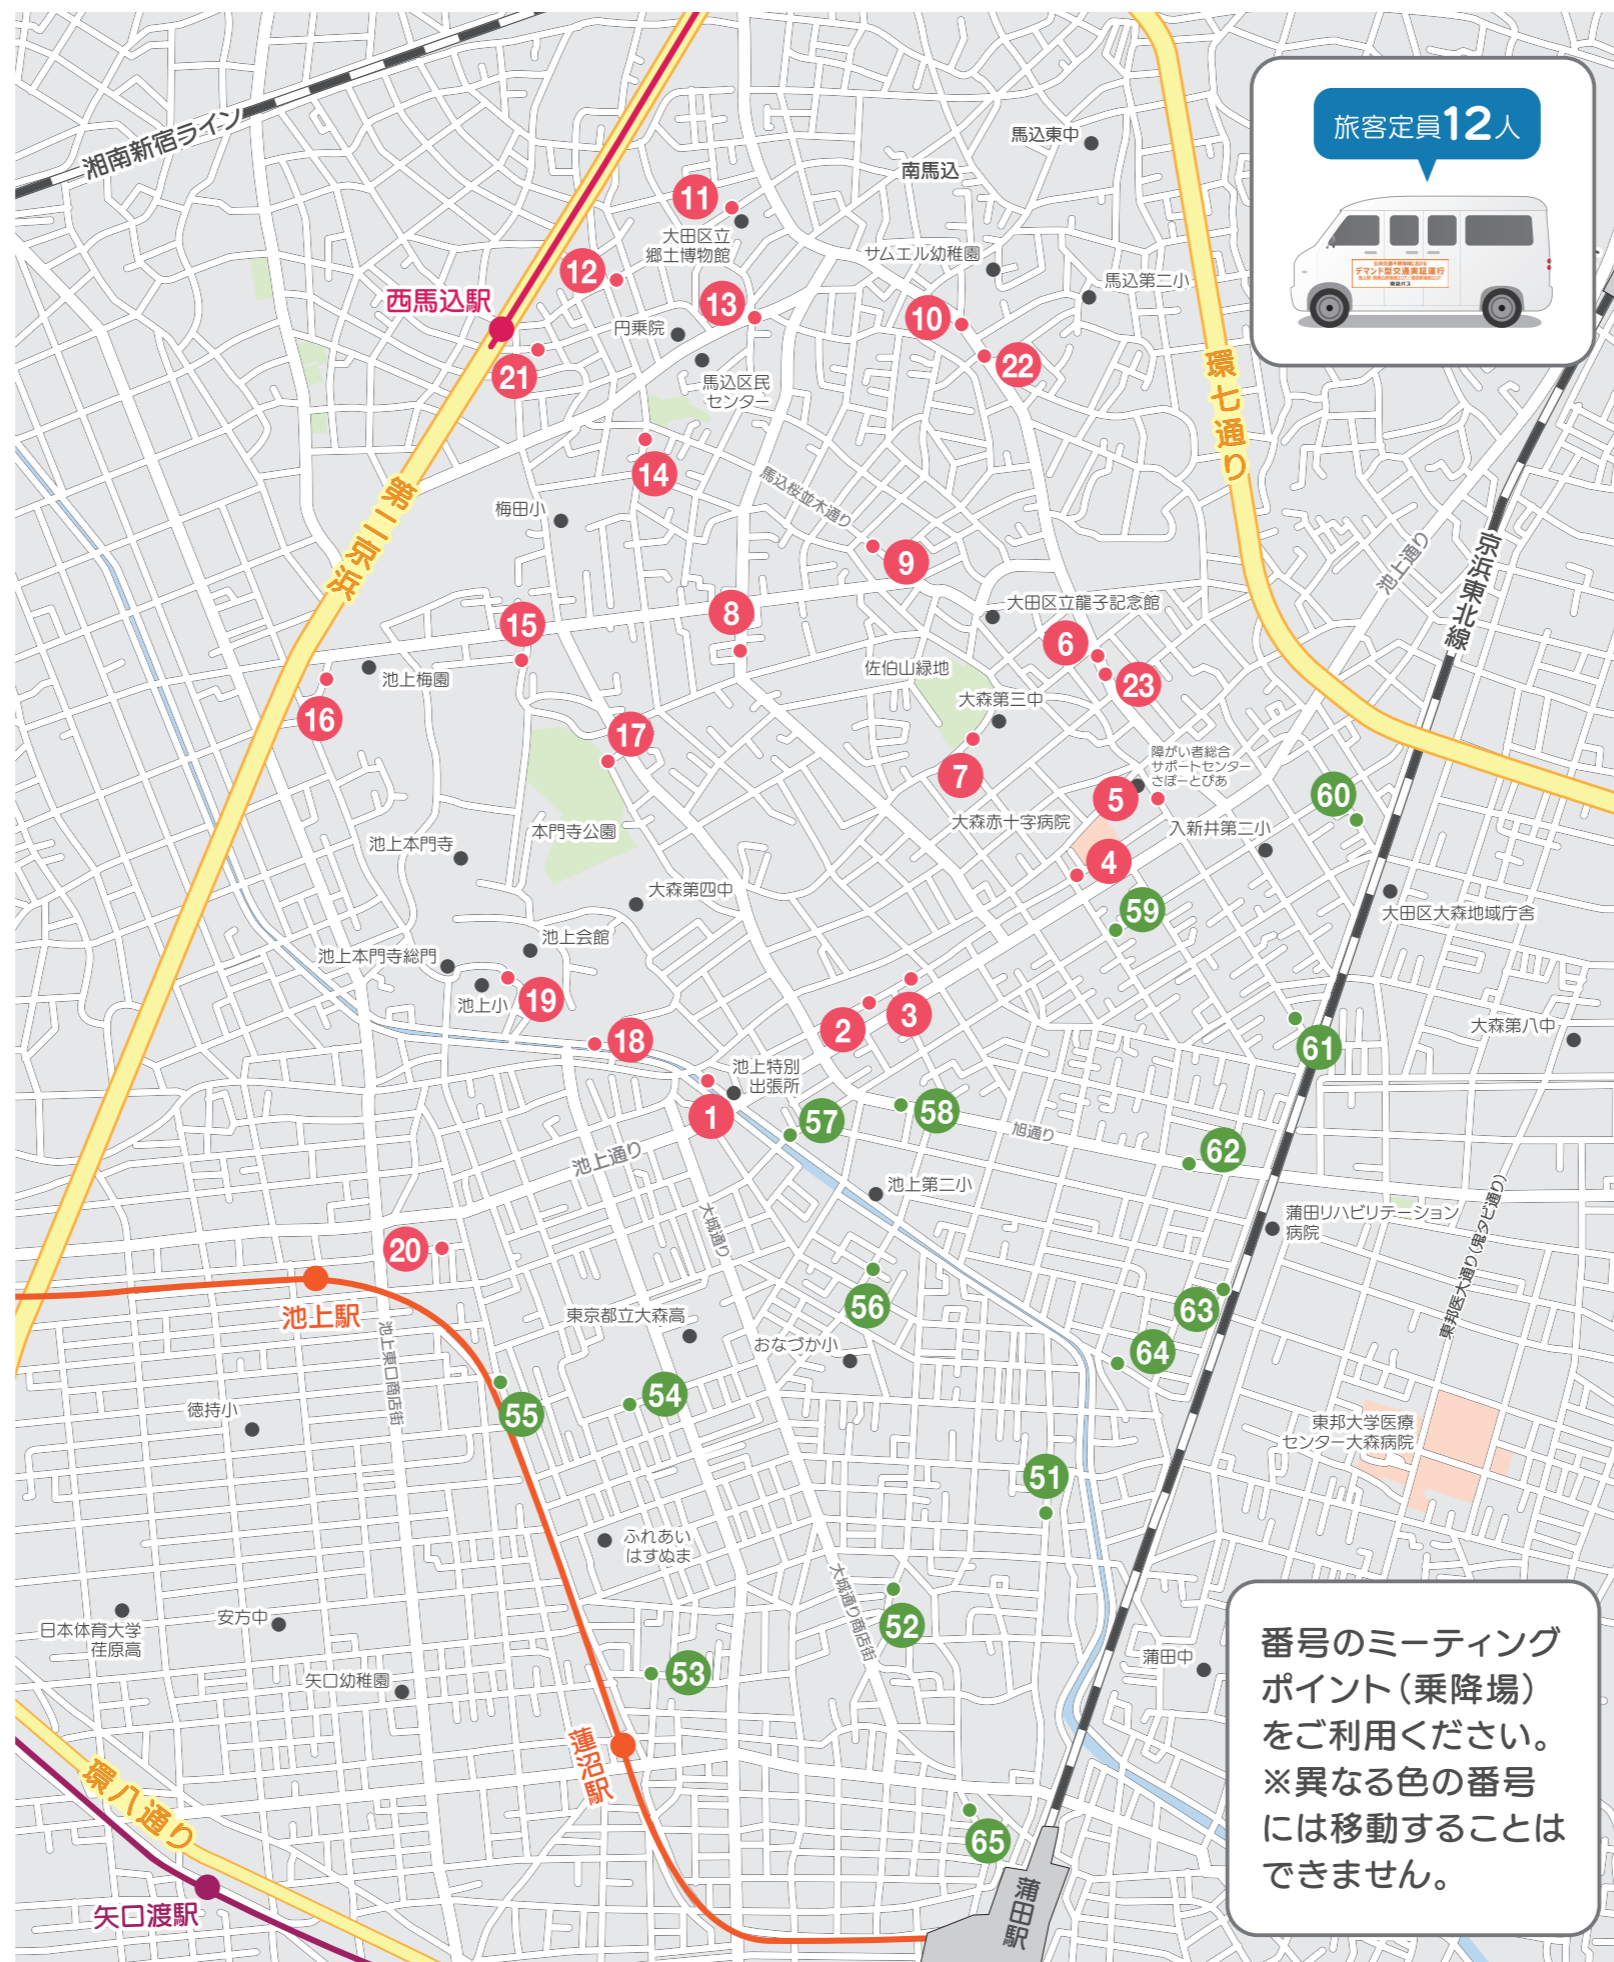 湘南新宿ライン
馬込東中
南馬込
旅客定員12人
11
大田区立
郷土博物館
サムエル幼稚園
12
馬込第二小
西馬込駅
13
円乗院
10
デマンド型交通実証運行
東急バス
21
馬込区民
センター
22
環七通り
14
馬込桜並木通り
梅田小
第二京浜
9
池上通り
京浜東北線
15
8
大田区立龍子記念館
6
佐伯山緑地
池上梅園
23
16
大森第三中
17
障がい者総合
サポートセンター
さぽーとぴあ
7
5
60
大森赤十字病院
入新井第二小
本門寺公園
池上本門寺
4
大森第四中
59
大田区大森地域庁舎
池上会館
池上本門寺総門
池上小
19
3
2
18
大森第八中
61
池上特別
出張所
1
57
58
旭通り
62
池上通り
池上第二小
大城通り
蒲田リハビリテーション
病院
東邦医大通り(鬼タビ通り)
20
池上駅
56
63
東京都立大森高
おなづか小
64
池上東口商店街
54
55
徳持小
東邦大学医療
センター大森病院
51
ふれあい
はすぬま
大城通り商店街
52
日本体育大学
荏原高
安方中
矢口幼稚園
53
蒲田中
蓮沼駅
環八通り
65
矢口渡駅
蒲田駅
番号のミーティング
ポイント（乗降場）
をご利用ください。
※異なる色の番号
には移動することは
できません。